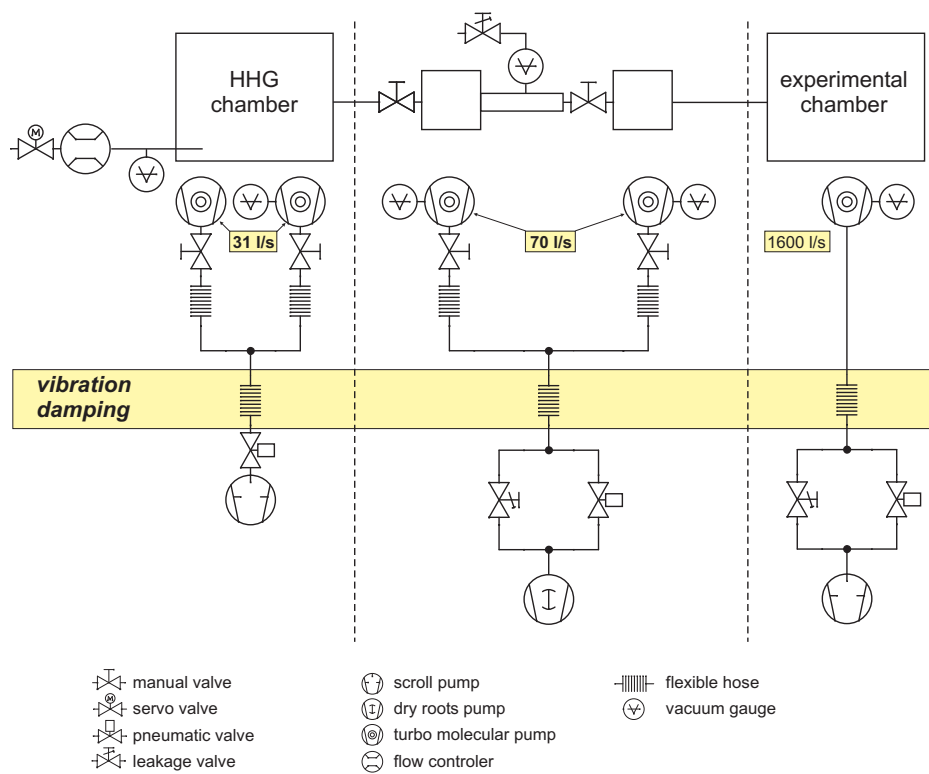 HHG
chamber
experimental
chamber
M
31 l/s
70 l/s
1600 l/s
vibration
damping
manual valve
scroll pump
flexible hose
M
servo valve
dry roots pump
vacuum gauge
pneumatic valve
turbo molecular pump
leakage valve
flow controler